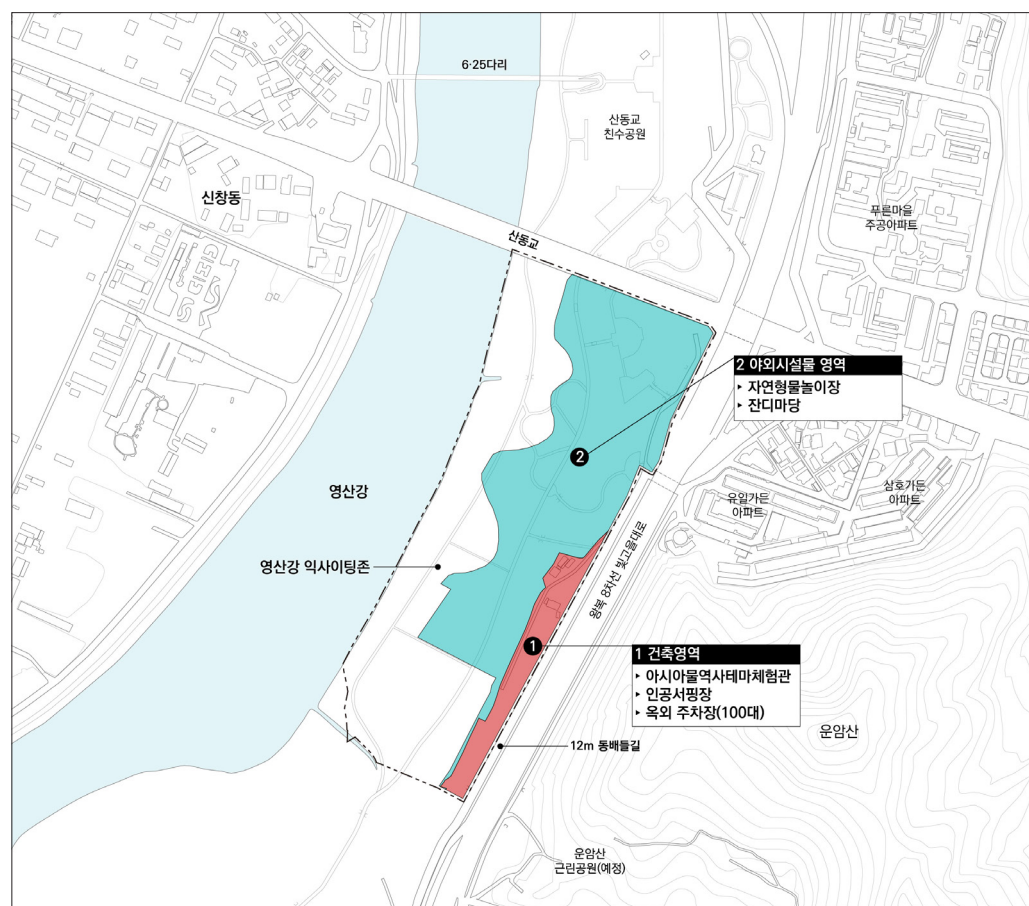 6·25다리
산동교
친수공원
신창동
푸른마을
주공아파트
산동교
2 야외시설물 영역
▸ 자연형물놀이장
▸ 잔디마당
2
영산강
유일가든
아파트
삼호가든
아파트
영산강 익사이팅존
왕복 8차선 빛고을대로
1
1 건축영역
▸ 아시아물역사테마체험관
▸ 인공서핑장
▸ 옥외 주차장(100대)
운암산
12m 동배들길
운암산
근린공원(예정)